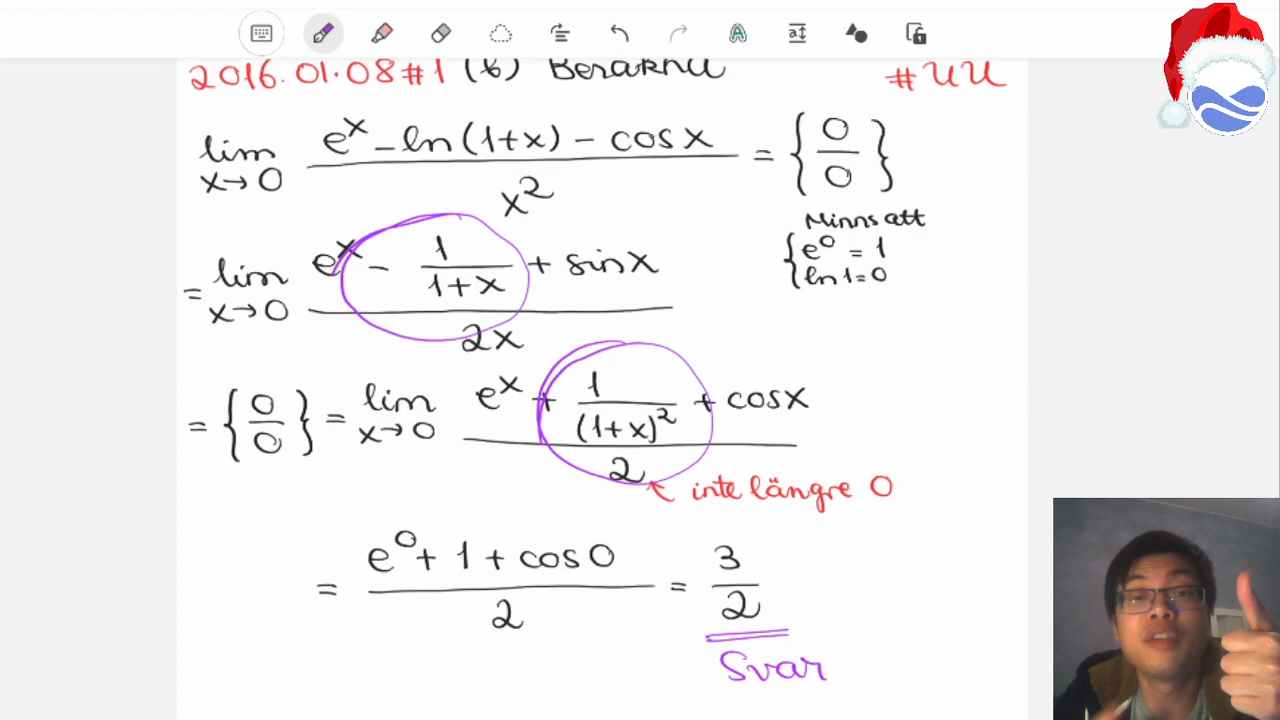 2016.01.08#1 (b) Beräkna #UU
lim x→0 (e^x - ln(1+x) - cos x) / x^2 = {0/0}
Minns att
{e^0 = 1
{ln 1 = 0
= lim x→0 (e^x - 1/(1+x) + sin x) / 2x
= {0/0} = lim x→0 (e^x + 1/(1+x)^2 + cos x) / 2
inte längre 0
= (e^0 + 1 + cos 0) / 2 = 3/2
Svar